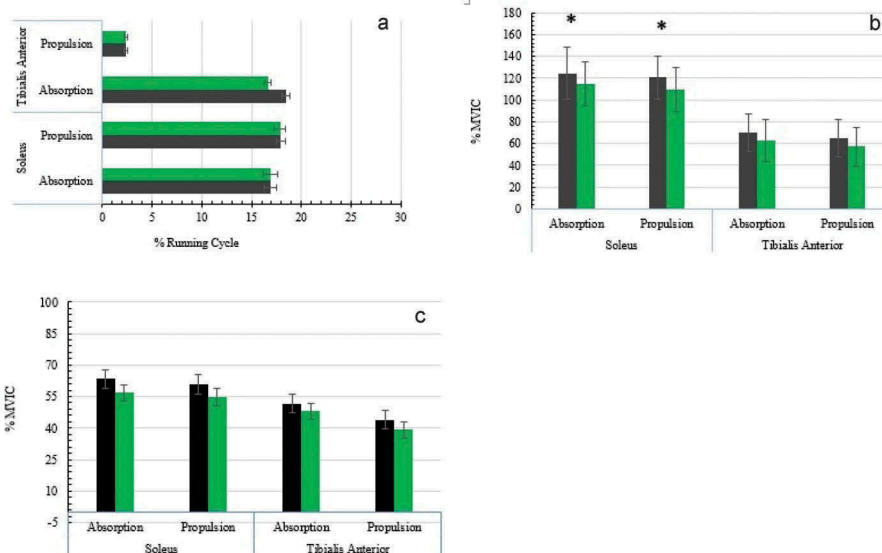 a
Tibialis Anterior
Propulsion
Absorption
Soleus
Propulsion
Absorption
0 5 10 15 20 25 30
% Running Cycle
b
180
160
140
120
100
80
60
40
20
0
% MVIC
* *
Absorption Propulsion Absorption Propulsion
Soleus Tibialis Anterior
c
100
85
70
55
40
25
10
-5
% MVIC
Absorption Propulsion Absorption Propulsion
Soleus Tibialis Anterior